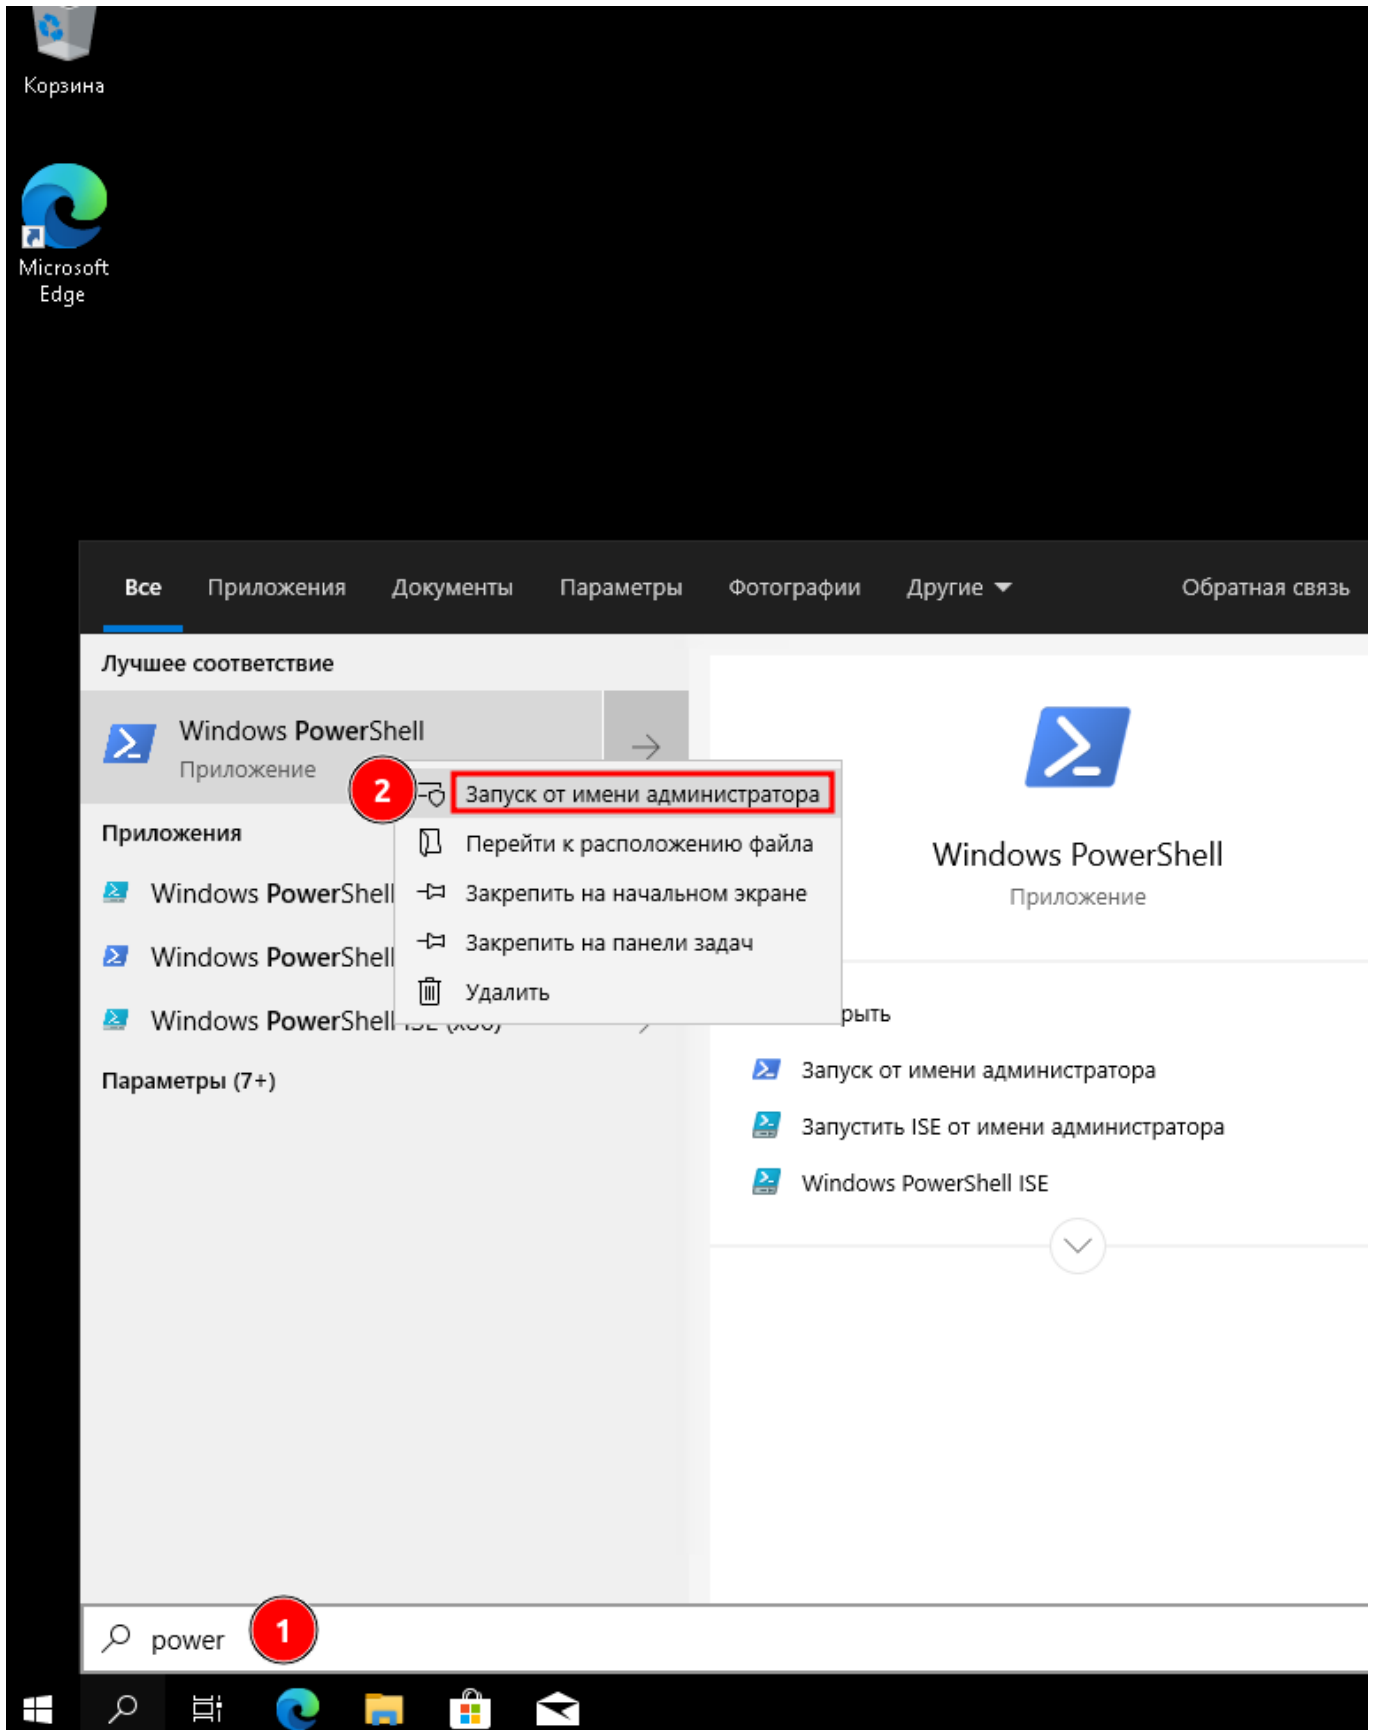 Корзина
Microsoft
Edge
Все Приложения Документы Параметры Фотографии Другие Обратная связь
Лучшее соответствие
Windows PowerShell
Приложение
2
Запуск от имени администратора
Перейти к расположению файла
Закрепить на начальном экране
Закрепить на панели задач
Удалить
Приложения
Windows PowerShell
Windows PowerShell
Windows PowerShell ISE (x86)
Параметры (7+)
Windows PowerShell
Приложение
рыть
Запуск от имени администратора
Запустить ISE от имени администратора
Windows PowerShell ISE
power
1